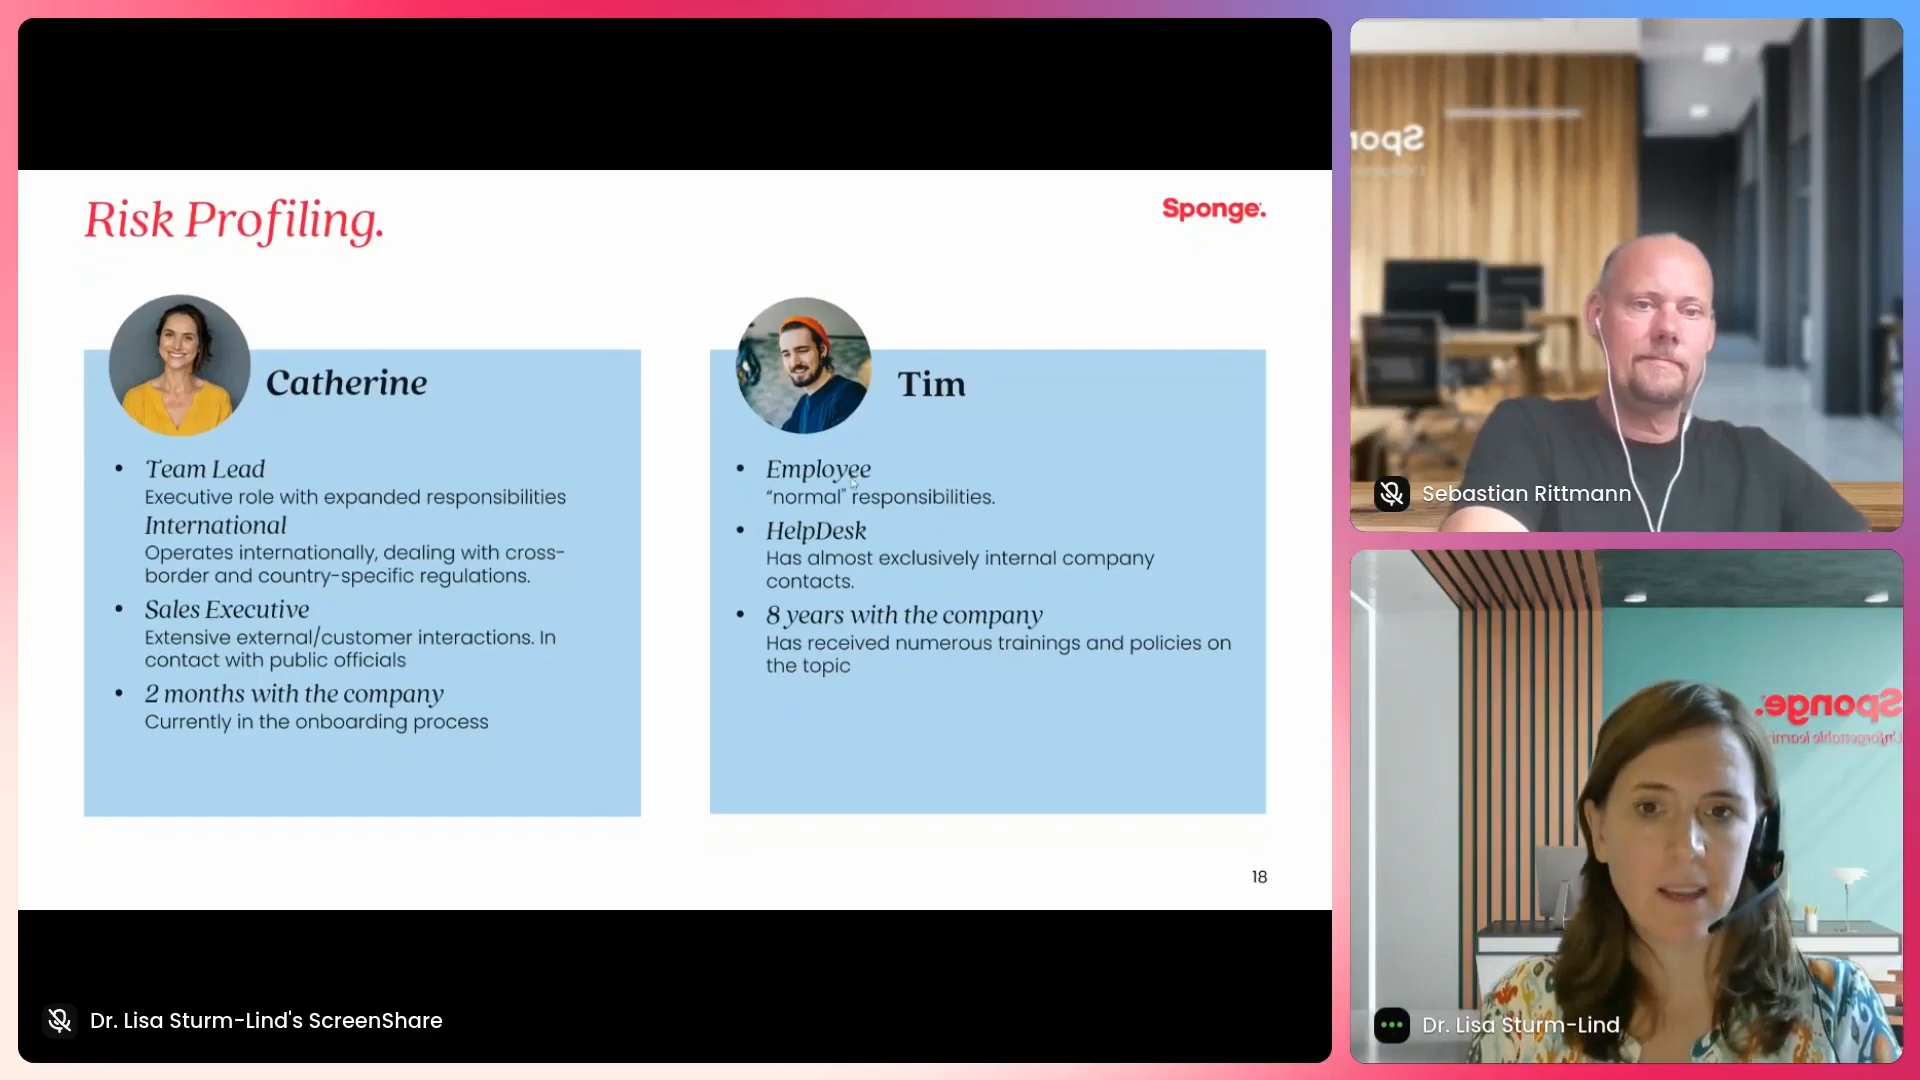 Risk Profiling.
Sponge.
Catherine
• Team Lead
Executive role with expanded responsibilities
International
Operates internationally, dealing with cross-
border and country-specific regulations.
• Sales Executive
Extensive external/customer interactions. In
contact with public officials
• 2 months with the company
Currently in the onboarding process
Tim
• Employee
“normal” responsibilities.
• HelpDesk
Has almost exclusively internal company
contacts.
• 8 years with the company
Has received numerous trainings and policies on
the topic
18
Dr. Lisa Sturm-Lind's ScreenShare
Spon
Sebastian Rittmann
Sponge.
Unforgettable learni
Dr. Lisa Sturm-Lind